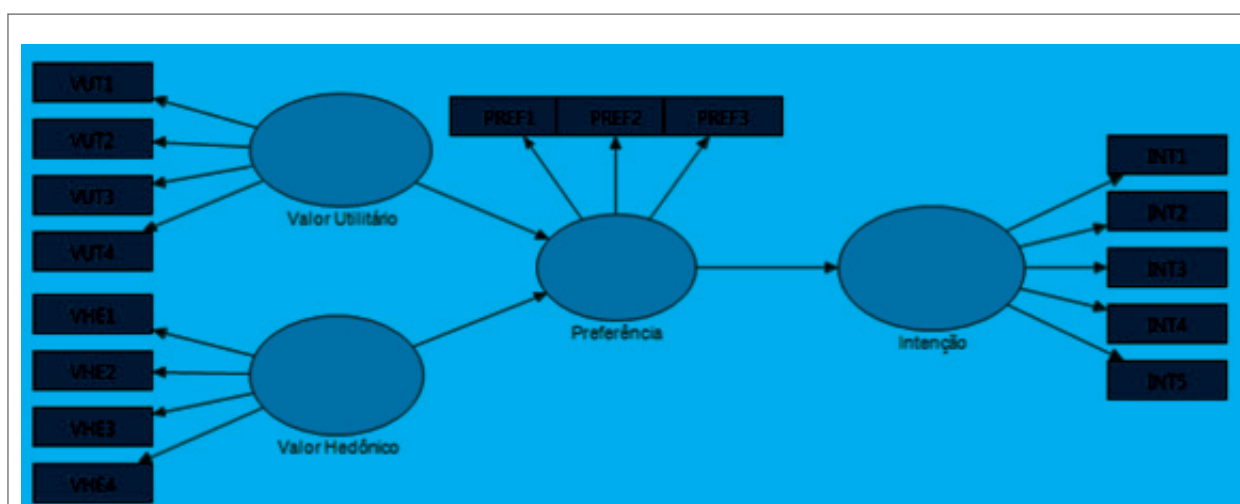 VUT1
VUT2
VUT3
VUT4
Valor Utilitário
VHE1
VHE2
VHE3
VHE4
Valor Hedônico
PREF1 PREF2 PREF3
Preferência
Intenção
INT1
INT2
INT3
INT4
INT5